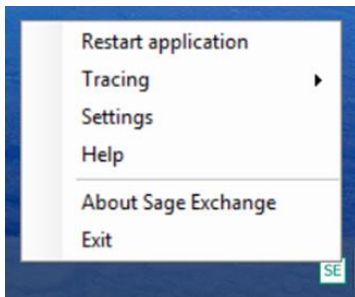 Restart application
Tracing
Settings
Help
About Sage Exchange
Exit
SE